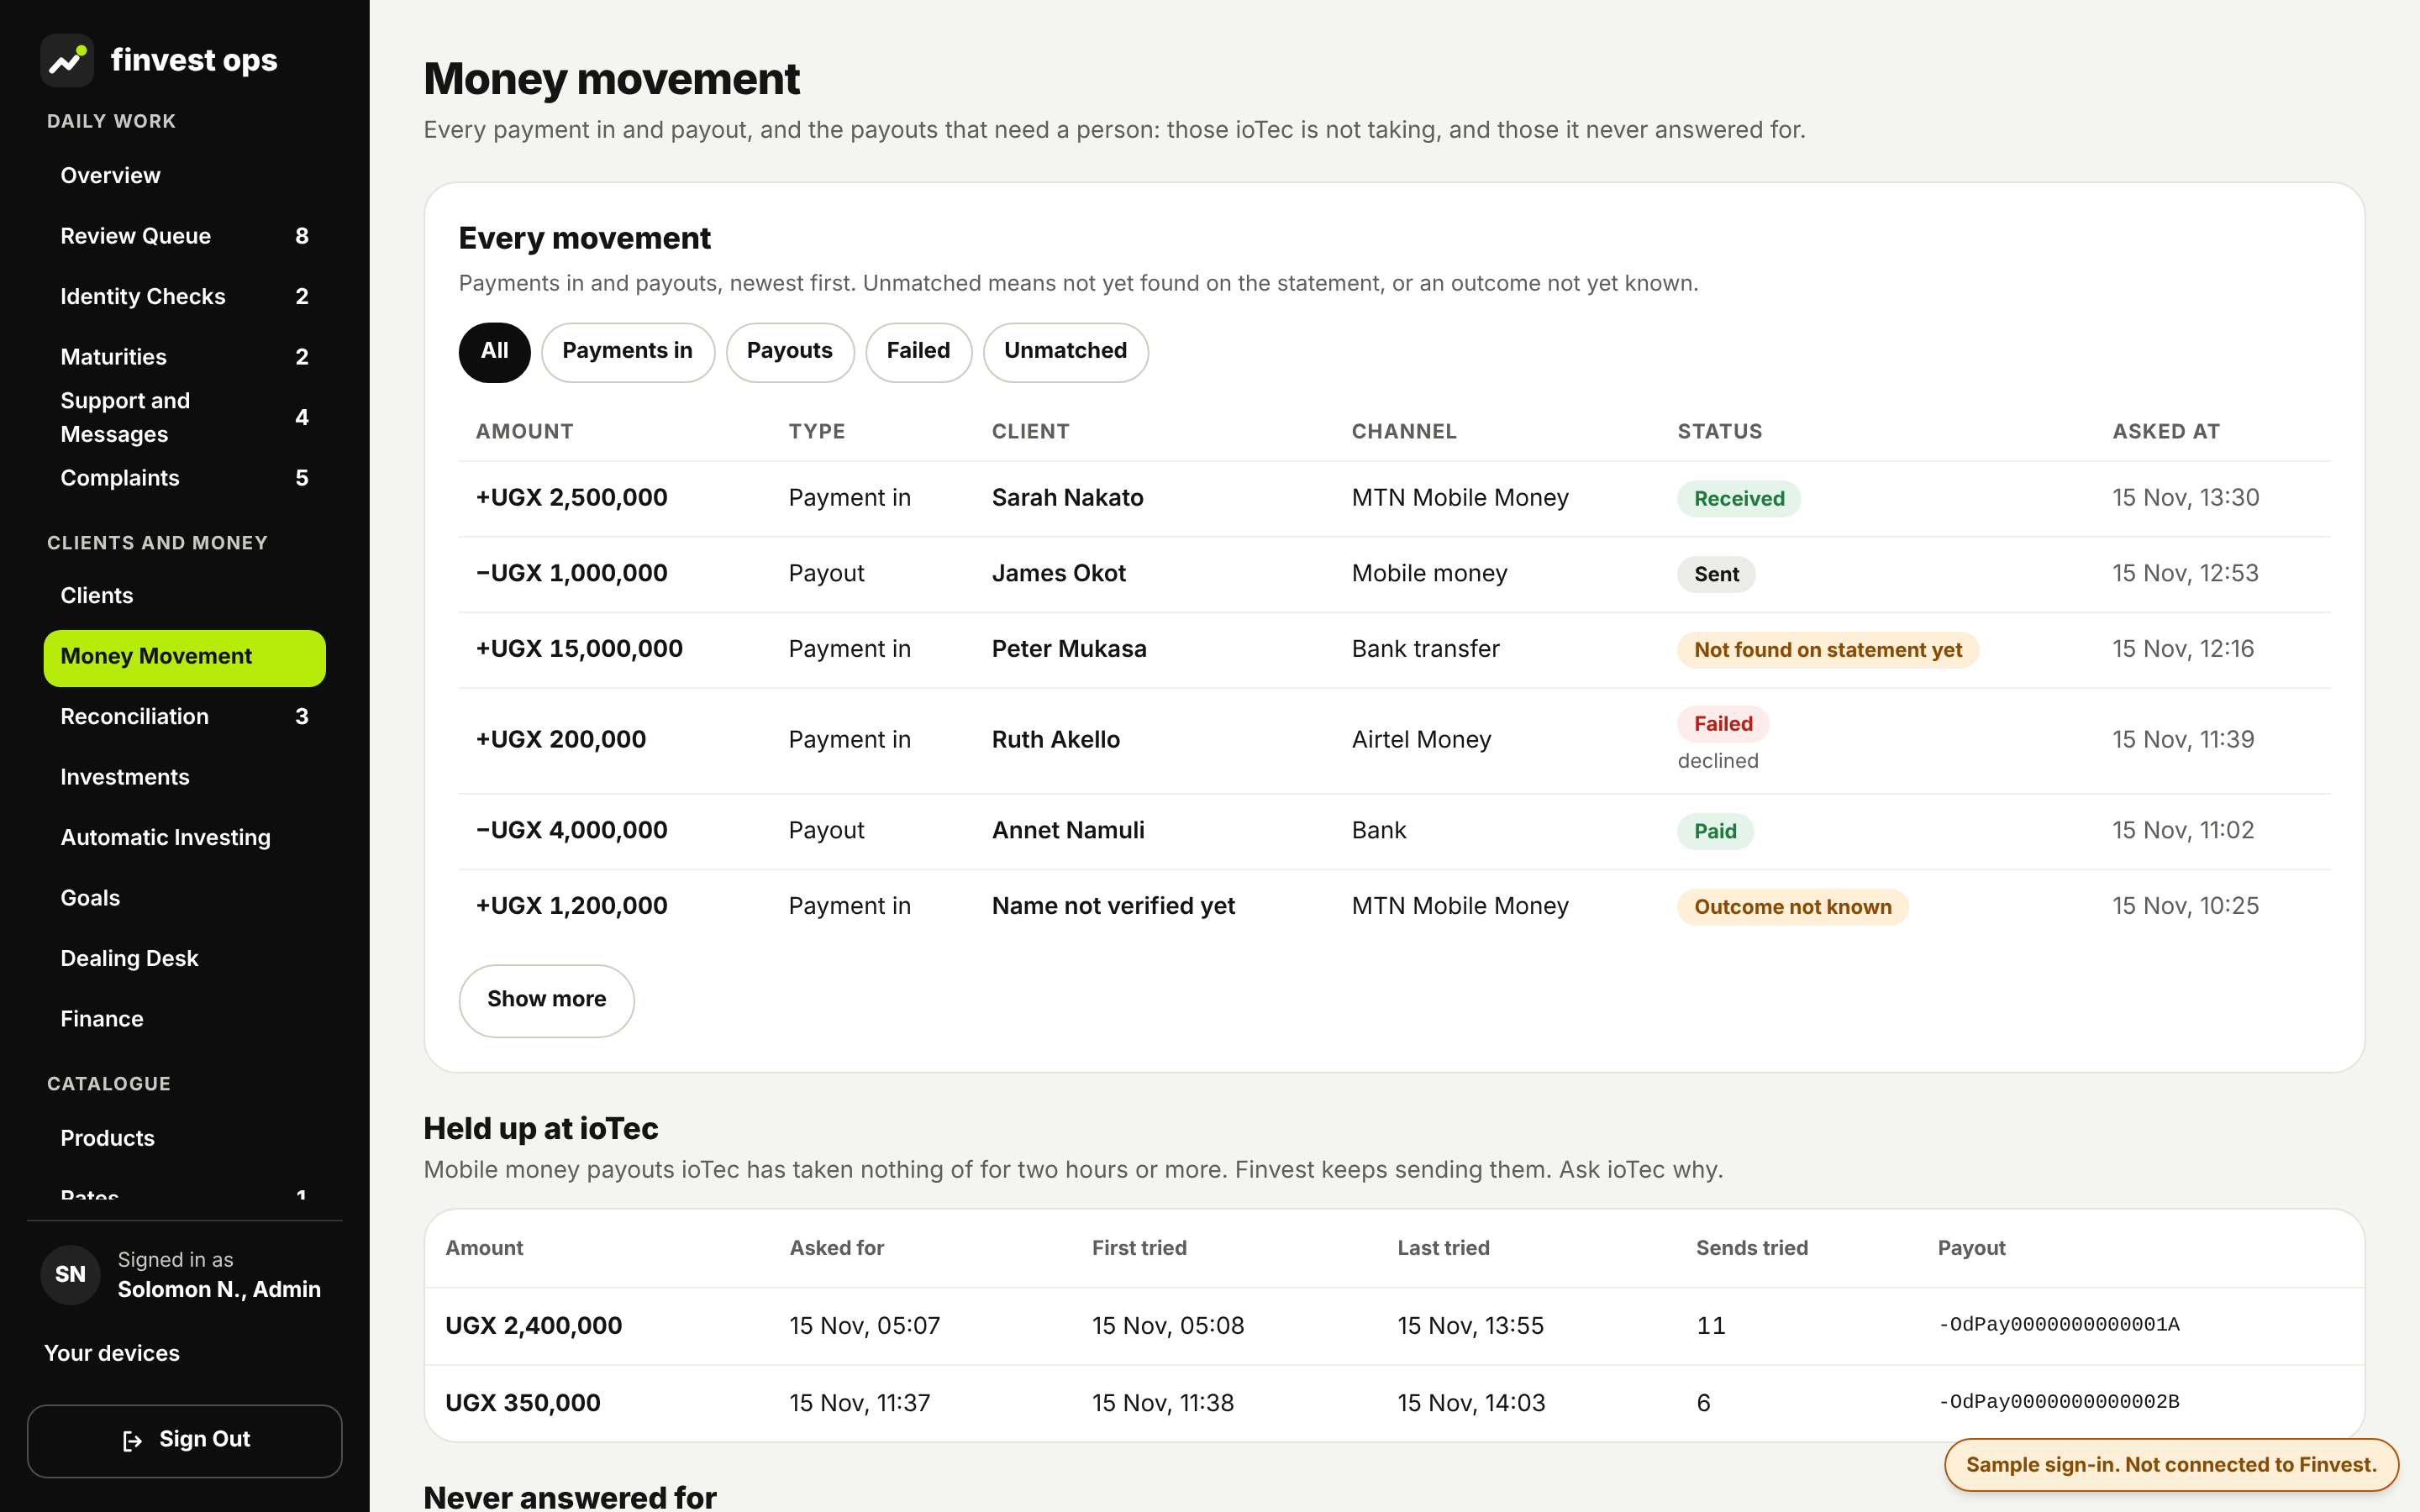 finvest ops
DAILY WORK
Overview
Review Queue 8
Identity Checks 2
Maturities 2
Support and
Messages 4
Complaints 5
CLIENTS AND MONEY
Clients
Money Movement
Reconciliation 3
Investments
Automatic Investing
Goals
Dealing Desk
Finance
CATALOGUE
Products
Rates 1
SN
Signed in as
Solomon N., Admin
Your devices
Sign Out
Money movement
Every payment in and payout, and the payouts that need a person: those ioTec is not taking, and those it never answered for.
Every movement
Payments in and payouts, newest first. Unmatched means not yet found on the statement, or an outcome not yet known.
All Payments in Payouts Failed Unmatched
AMOUNT TYPE CLIENT CHANNEL STATUS ASKED AT
+UGX 2,500,000 Payment in Sarah Nakato MTN Mobile Money Received 15 Nov, 13:30
−UGX 1,000,000 Payout James Okot Mobile money Sent 15 Nov, 12:53
+UGX 15,000,000 Payment in Peter Mukasa Bank transfer Not found on statement yet 15 Nov, 12:16
+UGX 200,000 Payment in Ruth Akello Airtel Money Failed 15 Nov, 11:39
declined
−UGX 4,000,000 Payout Annet Namuli Bank Paid 15 Nov, 11:02
+UGX 1,200,000 Payment in Name not verified yet MTN Mobile Money Outcome not known 15 Nov, 10:25
Show more
Held up at ioTec
Mobile money payouts ioTec has taken nothing of for two hours or more. Finvest keeps sending them. Ask ioTec why.
Amount Asked for First tried Last tried Sends tried Payout
UGX 2,400,000 15 Nov, 05:07 15 Nov, 05:08 15 Nov, 13:55 11 -OdPay0000000000001A
UGX 350,000 15 Nov, 11:37 15 Nov, 11:38 15 Nov, 14:03 6 -OdPay0000000000002B
Sample sign-in. Not connected to Finvest.
Never answered for